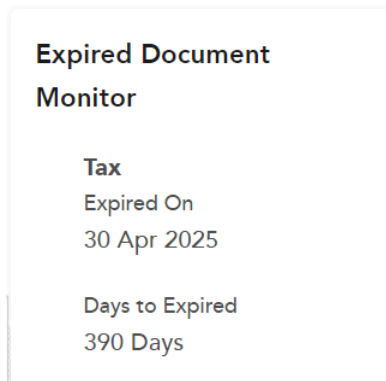 Expired Document
Monitor
Tax
Expired On
30 Apr 2025
Days to Expired
390 Days